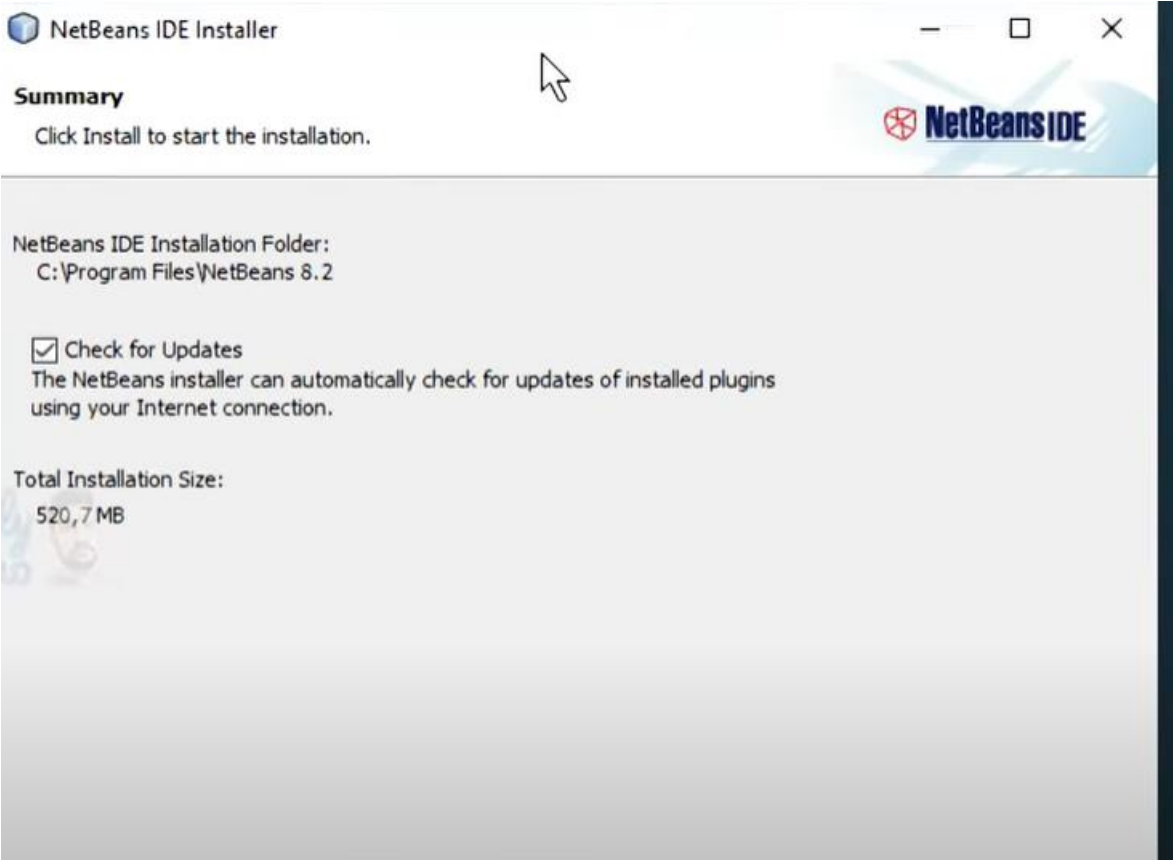 NetBeans IDE Installer
Summary
Click Install to start the installation.
NetBeans IDE
NetBeans IDE Installation Folder:
C:\Program Files\NetBeans 8.2
Check for Updates
The NetBeans installer can automatically check for updates of installed plugins
using your Internet connection.
Total Installation Size:
520,7 MB